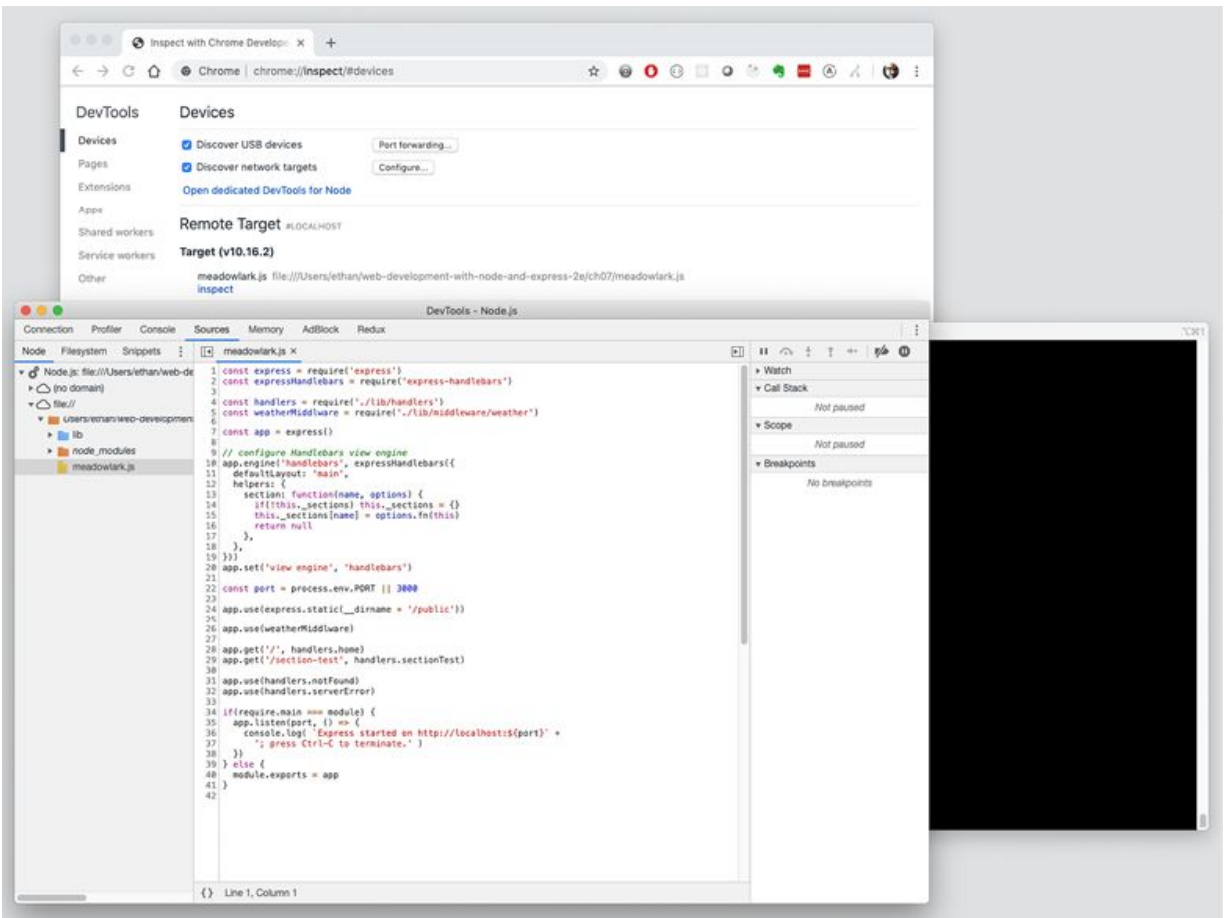 Inspect with Chrome Develope × +
Chrome | chrome://inspect/#devices
DevTools
Devices
Devices
Discover USB devices Port forwarding...
Pages
Discover network targets Configure...
Extensions
Open dedicated DevTools for Node
Apps
Remote Target #LOCALHOST
Shared workers
Target (v10.16.2)
Service workers
Other
meadowlark.js file:///Users/ethan/web-development-with-node-and-express-2e/ch07/meadowlark.js
inspect
DevTools - Node.js
Connection Profiler Console Sources Memory AdBlock Redux
Node Filesystem Snippets
meadowlark.js ×
Node.js: file:///Users/ethan/web-de
(no domain)
file://
Users/ethan/web-development
lib
node_modules
meadowlark.js
1 const express = require('express')
2 const expressHandlebars = require('express-handlebars')
3
4 const handlers = require('./lib/handlers')
5 const weatherMiddlware = require('./lib/middleware/weather')
6
7 const app = express()
8
9 // configure Handlebars view engine
10 app.engine('handlebars', expressHandlebars({
11 defaultLayout: 'main',
12 helpers: {
13 section: function(name, options) {
14 if(!this._sections) this._sections = {}
15 this._sections[name] = options.fn(this)
16 return null
17 },
18 },
19 }))
20 app.set('view engine', 'handlebars')
21
22 const port = process.env.PORT || 3000
23
24 app.use(express.static(__dirname + '/public'))
25
26 app.use(weatherMiddlware)
27
28 app.get('/', handlers.home)
29 app.get('/section-test', handlers.sectionTest)
30
31 app.use(handlers.notFound)
32 app.use(handlers.serverError)
33
34 if(require.main === module) {
35 app.listen(port, () => {
36 console.log( `Express started on http://localhost:${port}` +
37 '; press Ctrl-C to terminate.' )
38 })
39 } else {
40 module.exports = app
41 }
42
{} Line 1, Column 1
Watch
Call Stack
Not paused
Scope
Not paused
Breakpoints
No breakpoints
⌥⌘1